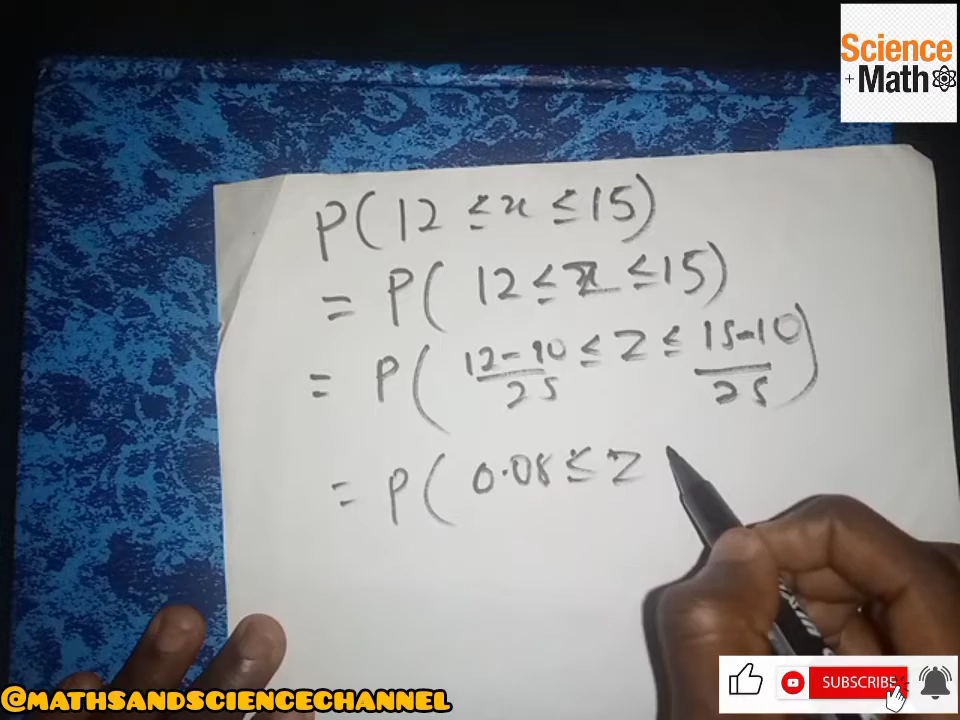 Science
+Math
P(12 ≤ x ≤ 15)
= P( 12 ≤ x ≤ 15)
= P( 12-10/25 ≤ Z ≤ 15-10/25 )
= P( 0.08 ≤ Z
SUBSCRIBE
@MATHSANDSCIENCECHANNEL